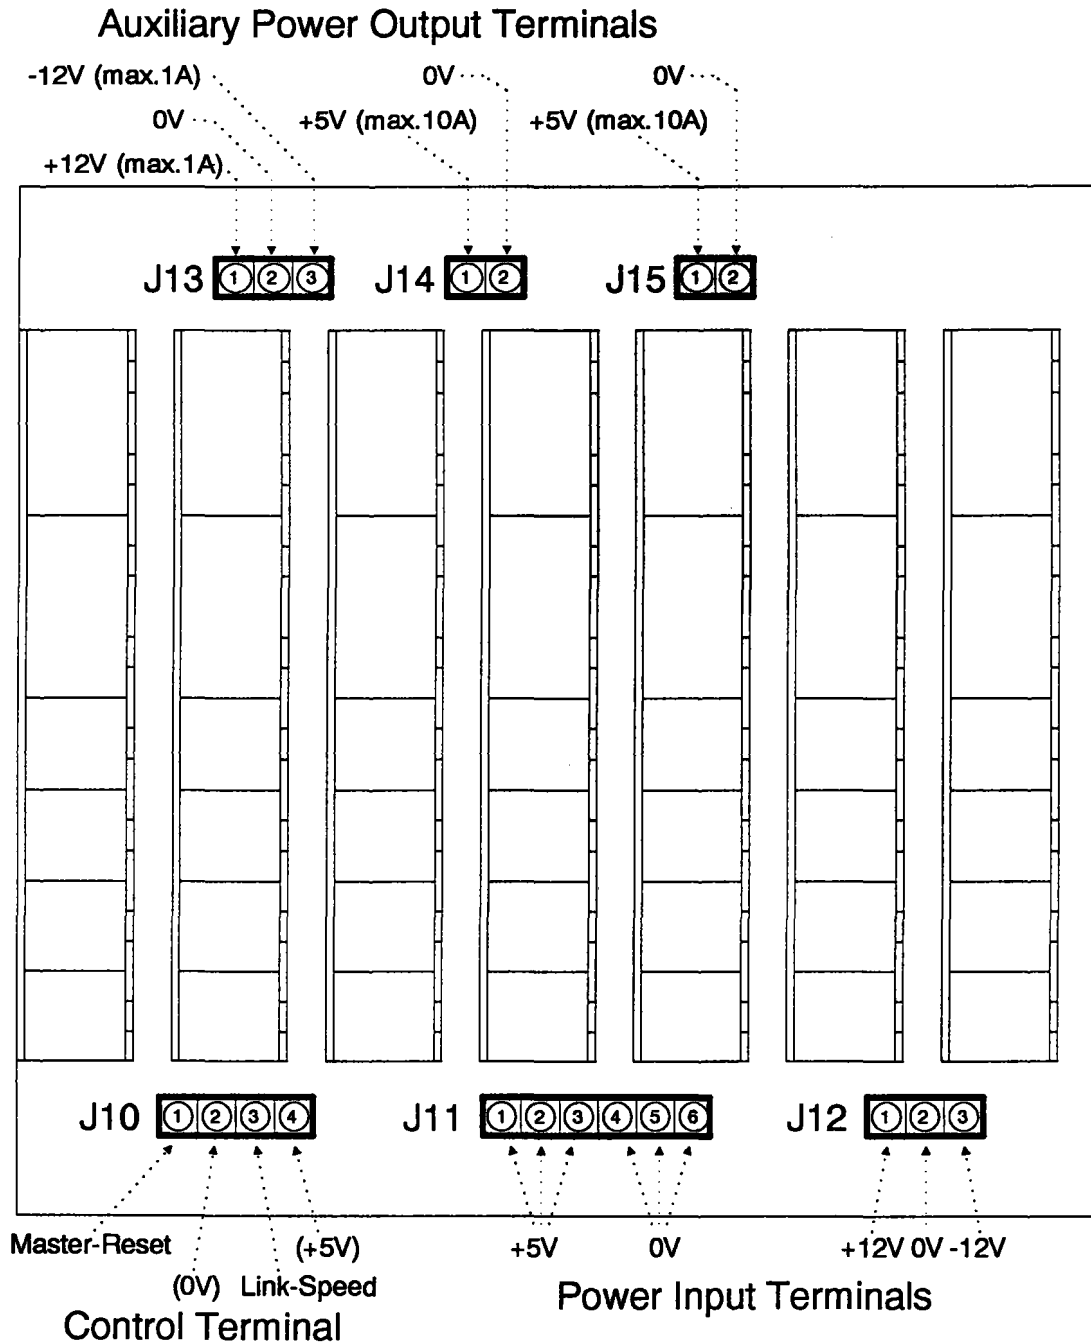 Auxiliary Power Output Terminals
-12V (max.1A)
0V
0V
0V
+5V (max.10A)
+5V (max.10A)
+12V (max.1A)
J13 1 2 3
J14 1 2
J15 1 2
J10 1 2 3 4
J11 1 2 3 4 5 6
J12 1 2 3
Master-Reset
(+5V)
+5V
0V
+12V 0V -12V
(0V) Link-Speed
Power Input Terminals
Control Terminal